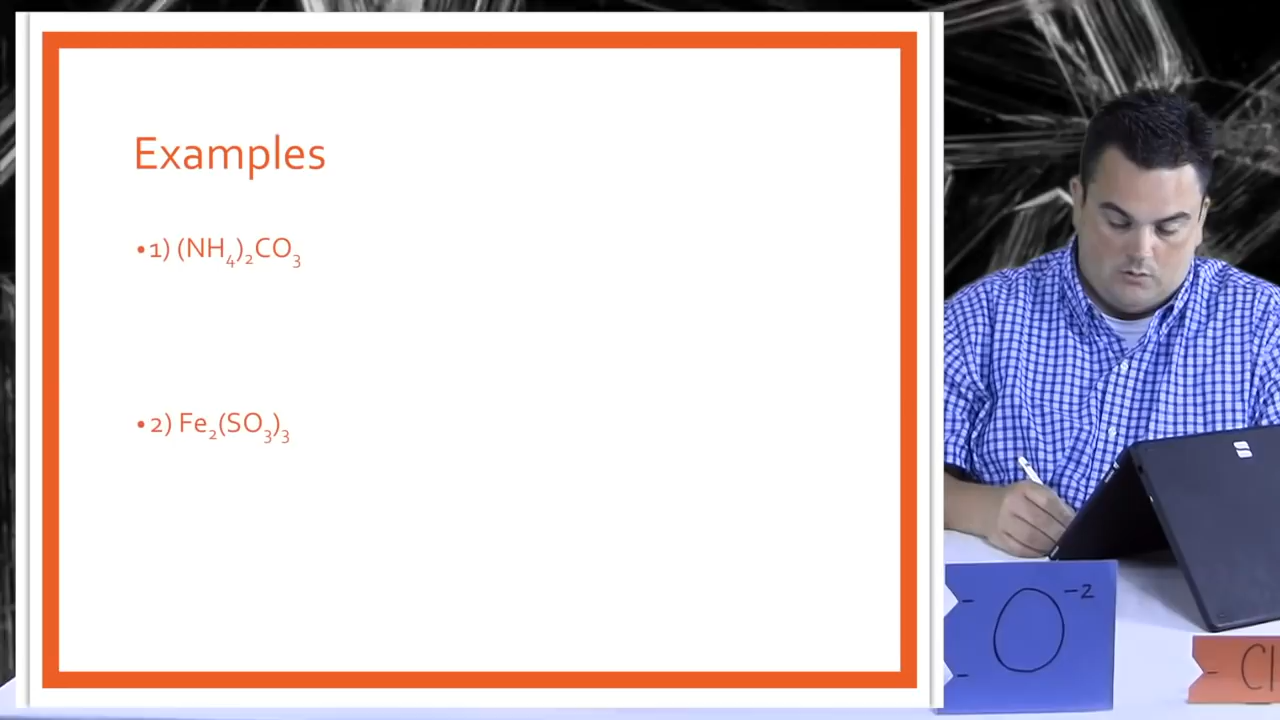 Examples
• 1) (NH₄)₂CO₃
• 2) Fe₂(SO₃)₃
- O -2
-
- Cl